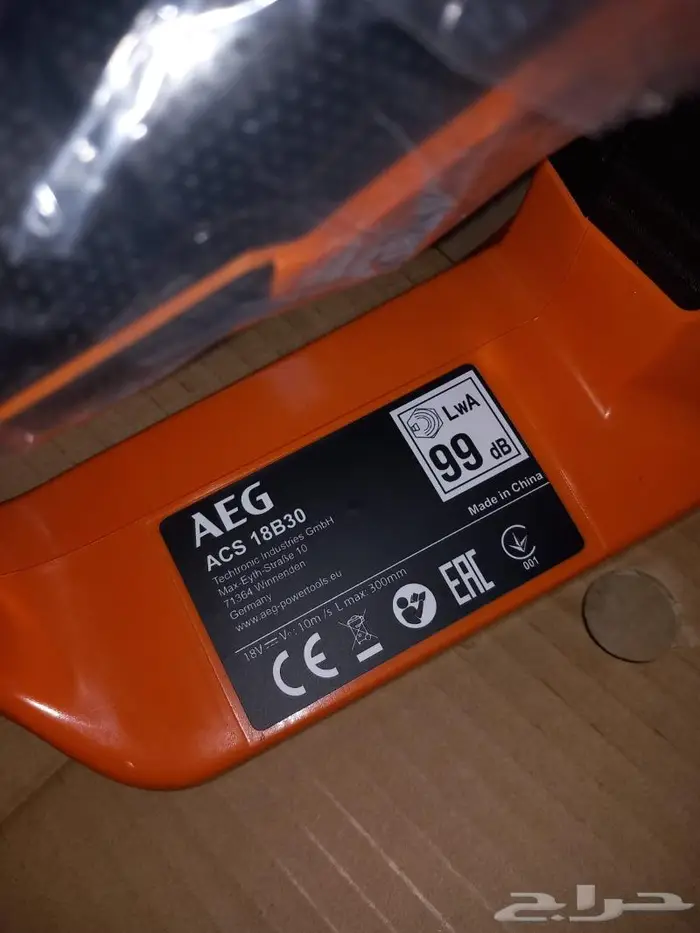 LwA
99 dB
AEG
ACS 18B30
Techtronic Industries GmbH
Max-Eyth-Straße 10
71364 Winnenden
Germany
www.aeg-powertools.eu
Made in China
18V⎓ V₀: 10m /s L max: 300mm
CE
EAC
001
حراج